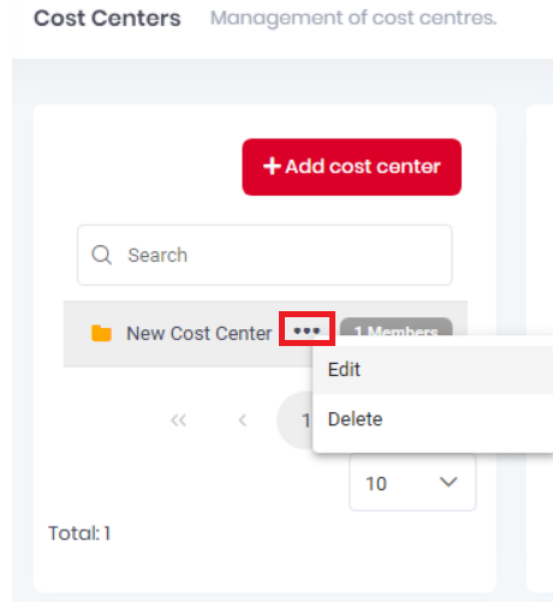 Cost Centers Management of cost centres.
+ Add cost center
Search
New Cost Center ••• 1 Members
Edit
1
Delete
10
Total: 1